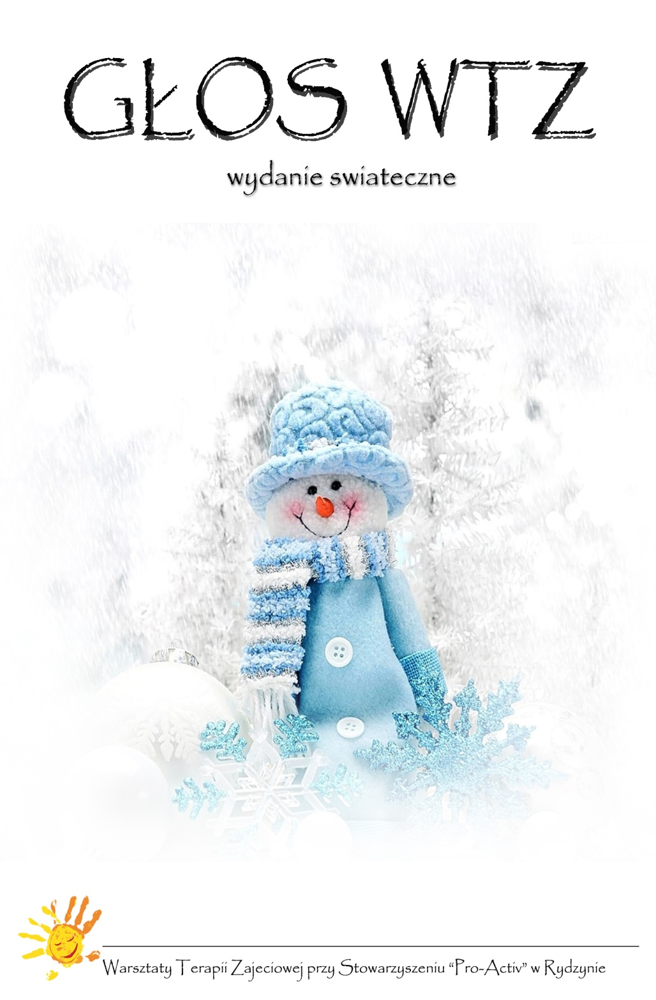 GŁOS WTZ
wydanie swiateczne
Warsztaty Terapii Zajeciowej przy Stowarzyszeniu “Pro-Activ” w Rydzynie